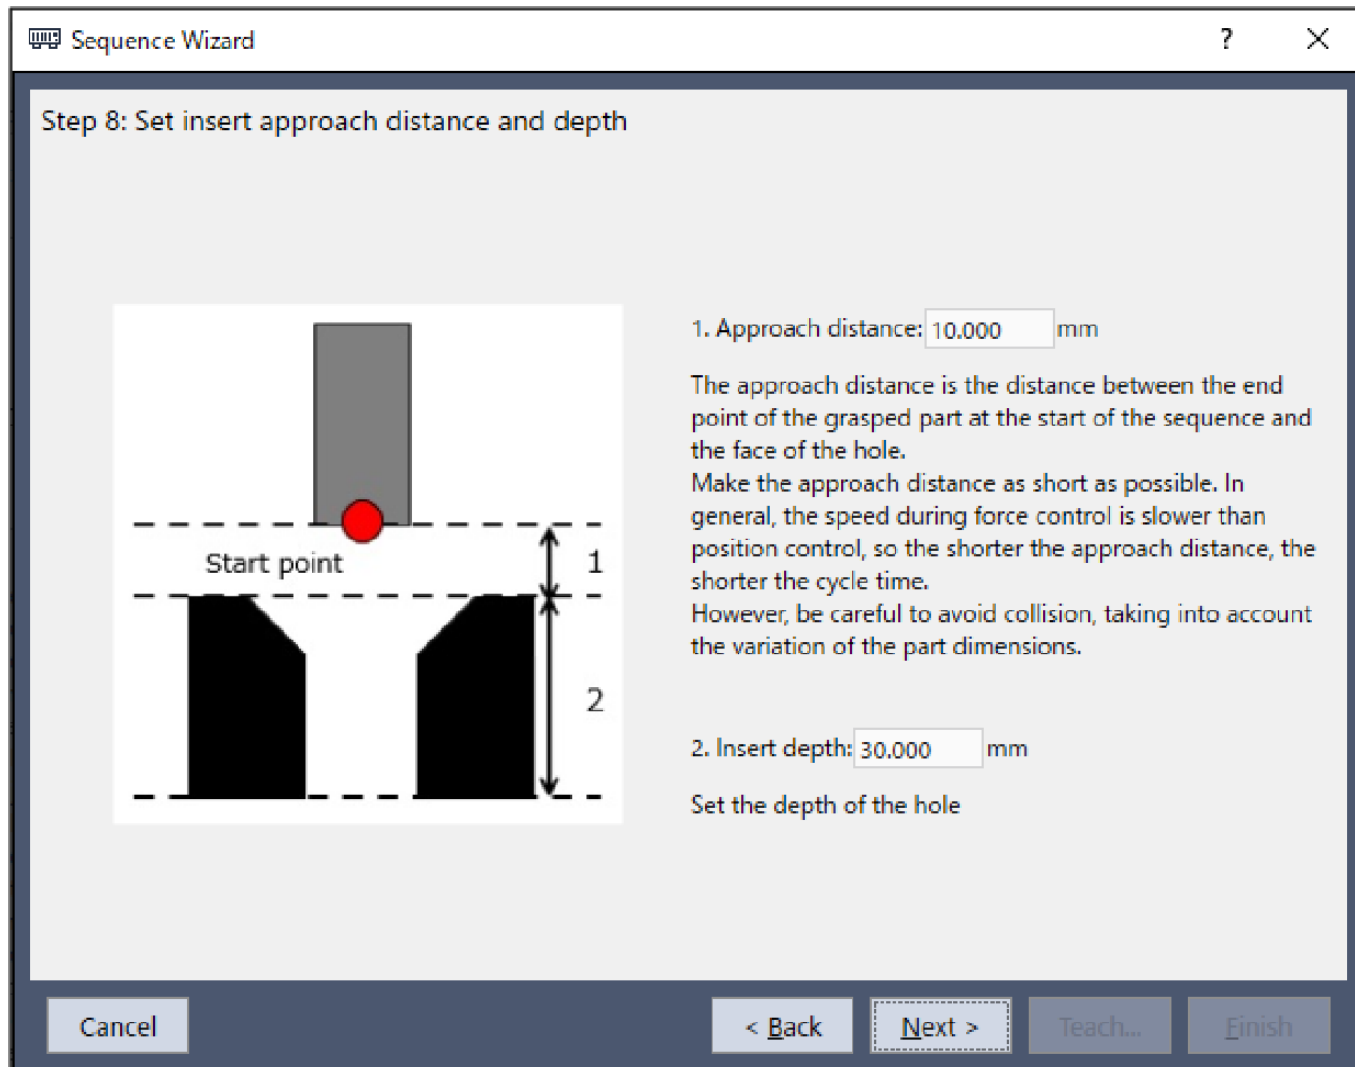 Sequence Wizard
?
Step 8: Set insert approach distance and depth
Start point
1
2
1. Approach distance: 10.000 mm
The approach distance is the distance between the end
point of the grasped part at the start of the sequence and
the face of the hole.
Make the approach distance as short as possible. In
general, the speed during force control is slower than
position control, so the shorter the approach distance, the
shorter the cycle time.
However, be careful to avoid collision, taking into account
the variation of the part dimensions.
2. Insert depth: 30.000 mm
Set the depth of the hole
Cancel
< Back
Next >
Teach...
Finish